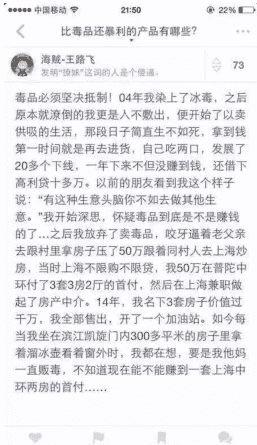 中国移动 21:50 22%
比毒品还暴利的产品有哪些?
海贼-王路飞
发明“撩妹”这词的人是个傻逼。
73
毒品必须坚决抵制！04年我染上了冰毒，之后
原本就潦倒的我更是入不敷出，便开始了以卖
供吸的生活，那段日子简直生不如死，拿到钱
第一时间就是再去进货，自己吃两口，发展了
20多个下线，一年下来不但没赚到钱，还借下
高利贷十多万。以前的朋友看到我这个样子
说：“有这种生意头脑你不如去做其他生
意。”我开始深思，怀疑毒品到底是不是赚钱
的了...之后我放弃了卖毒品，咬牙逼着老父亲
去跟村里拿房子压了50万跟着同村人去上海炒
房，当时上海不限购不限贷，我50万在普陀中
环付了3套3房2厅的首付，然后在上海兼职做
起了房产中介。14年，我名下3套房子价值过
千万，我全部售出，开了一个加油站。如今每
当我坐在滨江凯旋门内300多平米的房子里拿
着溜冰壶看着窗外时，我都在想，要是我他妈
一直贩毒，不知道现在能不能赚到一套上海中
环两房的首付......